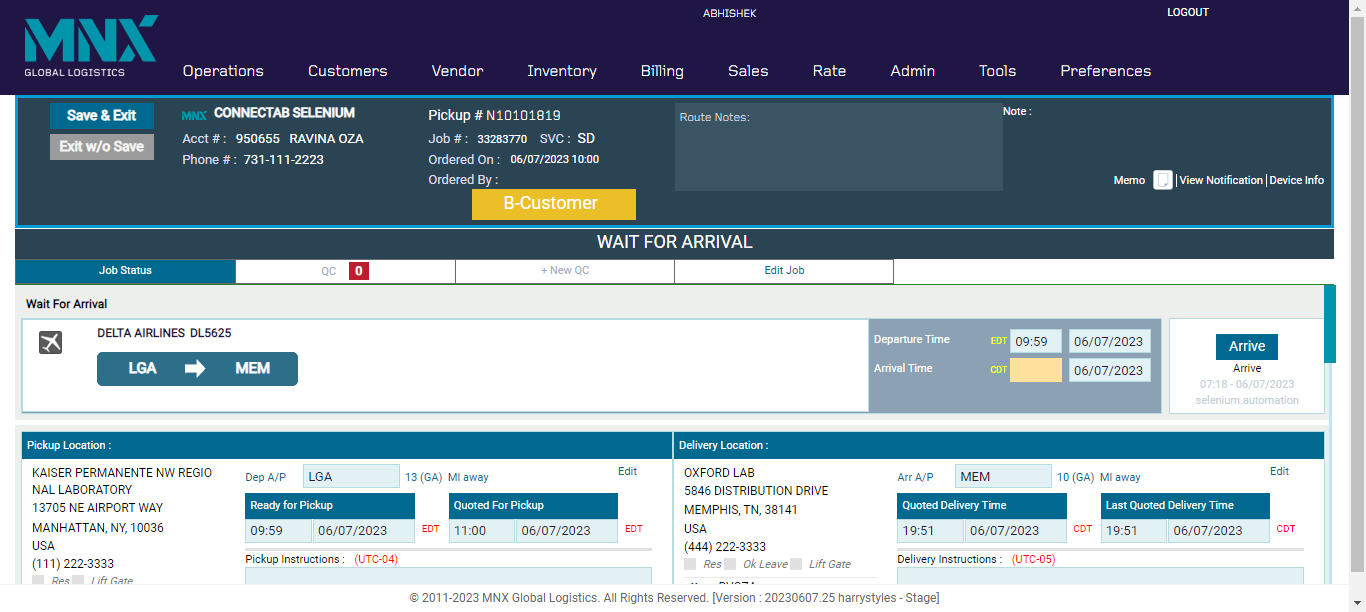 ABHISHEK
LOGOUT
MNX
GLOBAL LOGISTICS
Operations Customers Vendor Inventory Billing Sales Rate Admin Tools Preferences
Save & Exit
Exit w/o Save
MNX CONNECTAB SELENIUM
Acct # : 950655 RAVINA OZA
Phone # : 731-111-2223
Pickup # N10101819
Job # : 33283770 SVC : SD
Ordered On : 06/07/2023 10:00
Ordered By :
B-Customer
Route Notes:
Note :
Memo View Notification Device Info
WAIT FOR ARRIVAL
Job Status QC 0 + New QC Edit Job
Wait For Arrival
DELTA AIRLINES DL5625
LGA MEM
Departure Time EDT 09:59 06/07/2023
Arrival Time CDT 06/07/2023
Arrive
Arrive
07:18 - 06/07/2023
selenium.automation
Pickup Location :
KAISER PERMANENTE NW REGIO
NAL LABORATORY
13705 NE AIRPORT WAY
MANHATTAN, NY, 10036
USA
(111) 222-3333
Res Lift Gate
Dep A/P LGA 13 (GA) MI away Edit
Ready for Pickup Quoted For Pickup
09:59 06/07/2023 EDT 11:00 06/07/2023 EDT
Pickup Instructions : (UTC-04)
Delivery Location :
OXFORD LAB
5846 DISTRIBUTION DRIVE
MEMPHIS, TN, 38141
USA
(444) 222-3333
Res Ok Leave Lift Gate
Arr A/P MEM 10 (GA) MI away Edit
Quoted Delivery Time Last Quoted Delivery Time
19:51 06/07/2023 CDT 19:51 06/07/2023 CDT
Delivery Instructions : (UTC-05)
© 2011-2023 MNX Global Logistics. All Rights Reserved. [Version : 20230607.25 harrystyles - Stage]